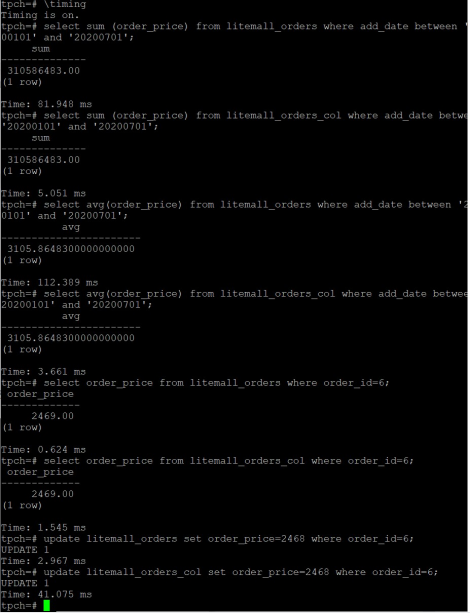 tpch=# \timing
Timing is on.
tpch=# select sum (order_price) from litemall_orders where add_date between '
00101' and '20200701';
sum
--------------
310586483.00
(1 row)
Time: 81.948 ms
tpch=# select sum (order_price) from litemall_orders_col where add_date betwe
'20200101' and '20200701';
sum
--------------
310586483.00
(1 row)
Time: 5.051 ms
tpch=# select avg(order_price) from litemall_orders where add_date between '2
0101' and '20200701';
avg
-----------------------
3105.8648300000000000
(1 row)
Time: 112.389 ms
tpch=# select avg(order_price) from litemall_orders_col where add_date betwee
20200101' and '20200701';
avg
-----------------------
3105.8648300000000000
(1 row)
Time: 3.661 ms
tpch=# select order_price from litemall_orders where order_id=6;
order_price
-------------
2469.00
(1 row)
Time: 0.624 ms
tpch=# select order_price from litemall_orders_col where order_id=6;
order_price
-------------
2469.00
(1 row)
Time: 1.545 ms
tpch=# update litemall_orders set order_price=2468 where order_id=6;
UPDATE 1
Time: 2.967 ms
tpch=# update litemall_orders_col set order_price=2468 where order_id=6;
UPDATE 1
Time: 41.075 ms
tpch=#